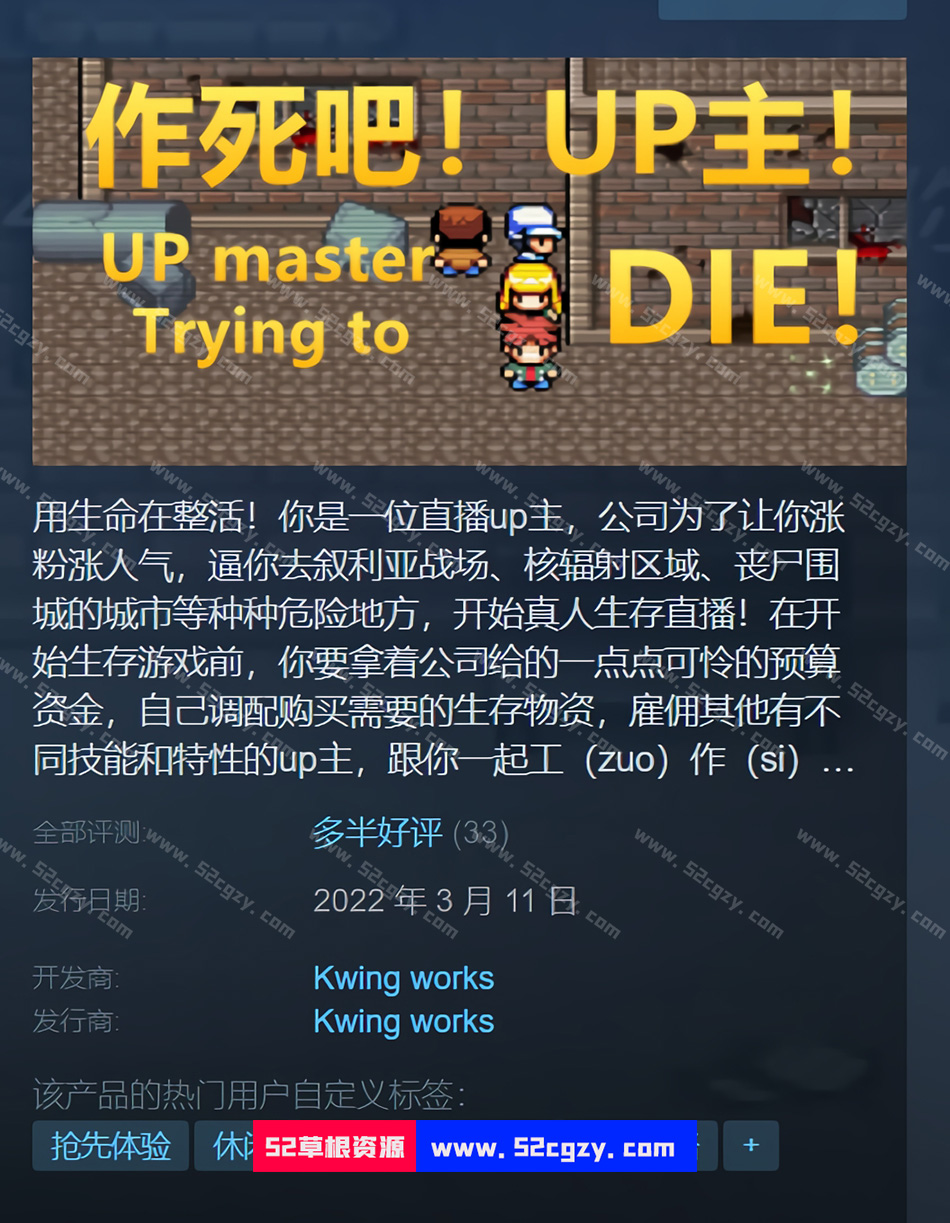 作死吧！UP主！
UP master
Trying to
DIE!
用生命在整活！你是一位直播up主，公司为了让你涨
粉涨人气，逼你去叙利亚战场、核辐射区域、丧尸围
城的城市等种种危险地方，开始真人生存直播！在开
始生存游戏前，你要拿着公司给的一点点可怜的预算
资金，自己调配购买需要的生存物资，雇佣其他有不
同技能和特性的up主，跟你一起工（zuo）作（si）…
全部评测: 多半好评 (33)
发行日期: 2022 年 3 月 11 日
开发商: Kwing works
发行商: Kwing works
该产品的热门用户自定义标签：
抢先体验 休 52草根资源 www.52cgzy.com +
www.52cgzy.com